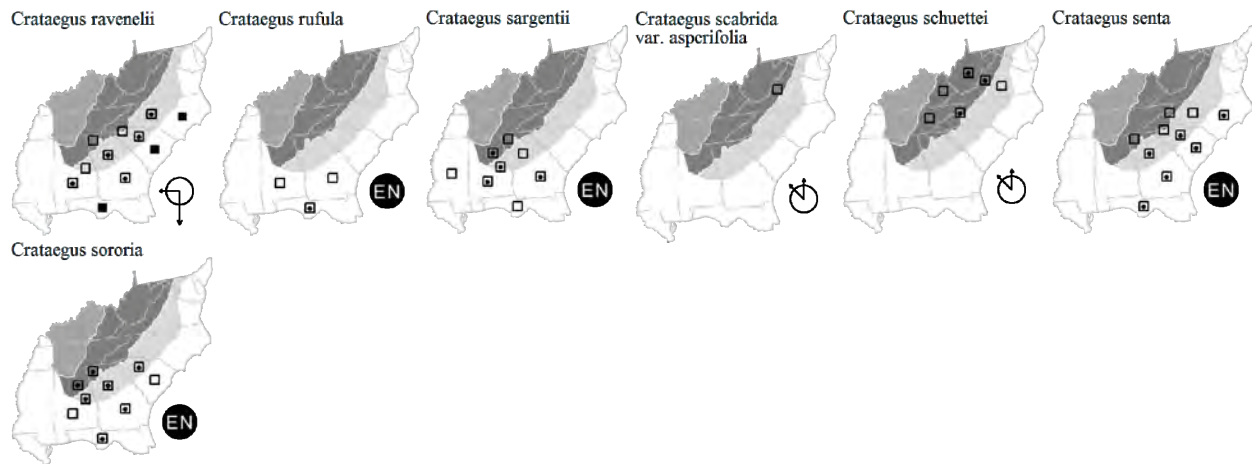 Crataegus ravenelii
Crataegus rufula
Crataegus sargentii
Crataegus scabrida
var. asperifolia
Crataegus schuettei
Crataegus senta
EN
EN
EN
Crataegus sororia
EN